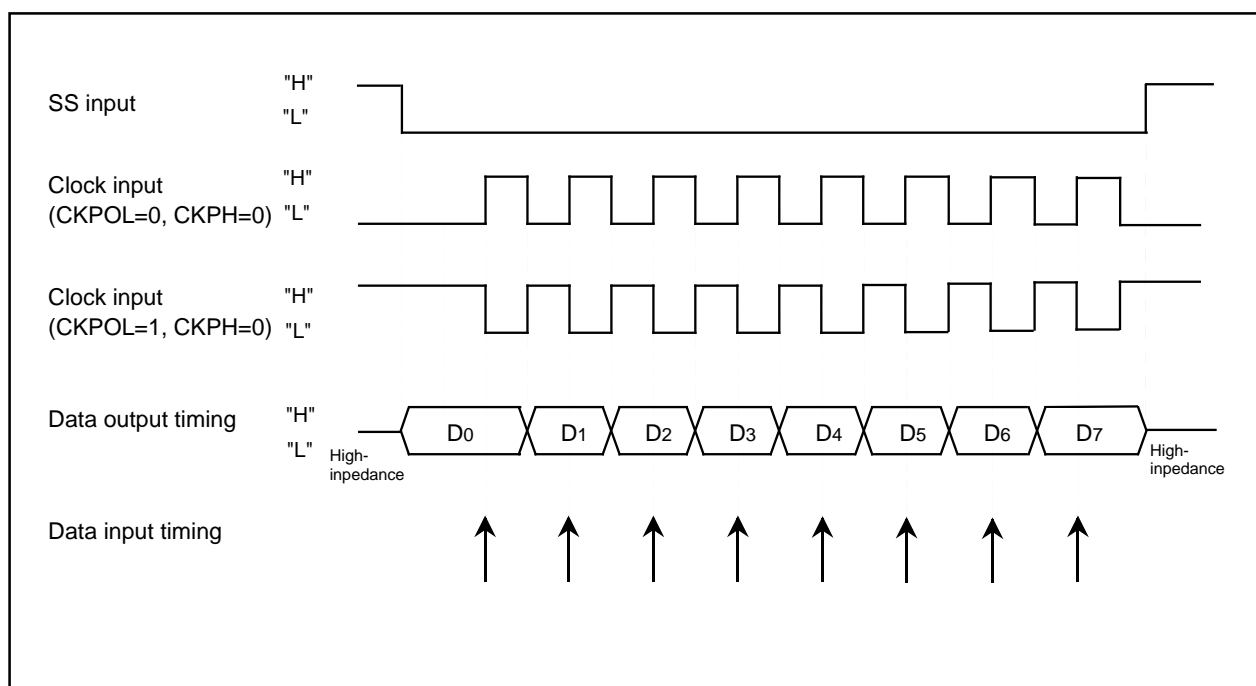 SS input
"H"
"L"
Clock input
(CKPOL=0, CKPH=0)
"H"
"L"
Clock input
(CKPOL=1, CKPH=0)
"H"
"L"
Data output timing
"H"
"L"
High-
inpedance
D0 D1 D2 D3 D4 D5 D6 D7
High-
inpedance
Data input timing